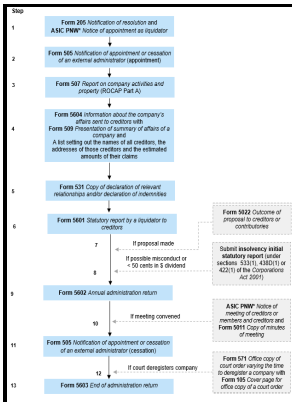 Step
1
Form 205 Notification of resolution and
ASIC PNW* Notice of appointment as liquidator
2
Form 505 Notification of appointment or cessation
of an external administrator (appointment)
3
Form 507 Report on company activities and
property (ROCAP Part A)
4
Form 5604 Information about the company's
affairs sent to creditors with
Form 509 Presentation of summary of affairs of a
company and
A list setting out the names of all creditors, the
addresses of those creditors and the estimated
amounts of their claims
5
Form 531 Copy of declaration of relevant
relationships and/or declaration of indemnities
6
Form 5601 Statutory report by a liquidator to
creditors
Form 5022 Outcome of
proposal to creditors or
contributories
7
If proposal made
Submit insolvency initial
statutory report (under
sections 533(1), 438D(1) or
422(1) of the Corporations
Act 2001)
8
If possible misconduct or
< 50 cents in $ dividend
9
Form 5602 Annual administration return
10
If meeting convened
ASIC PNW* Notice of
meeting of creditors or
members and creditors and
Form 5011 Copy of minutes
of meeting
11
Form 505 Notification of appointment or cessation
of an external administrator (cessation)
12
If court deregisters company
Form 571 Office copy of
court order varying the time
to deregister a company with
Form 105 Cover page for
office copy of a court order
13
Form 5603 End of administration return